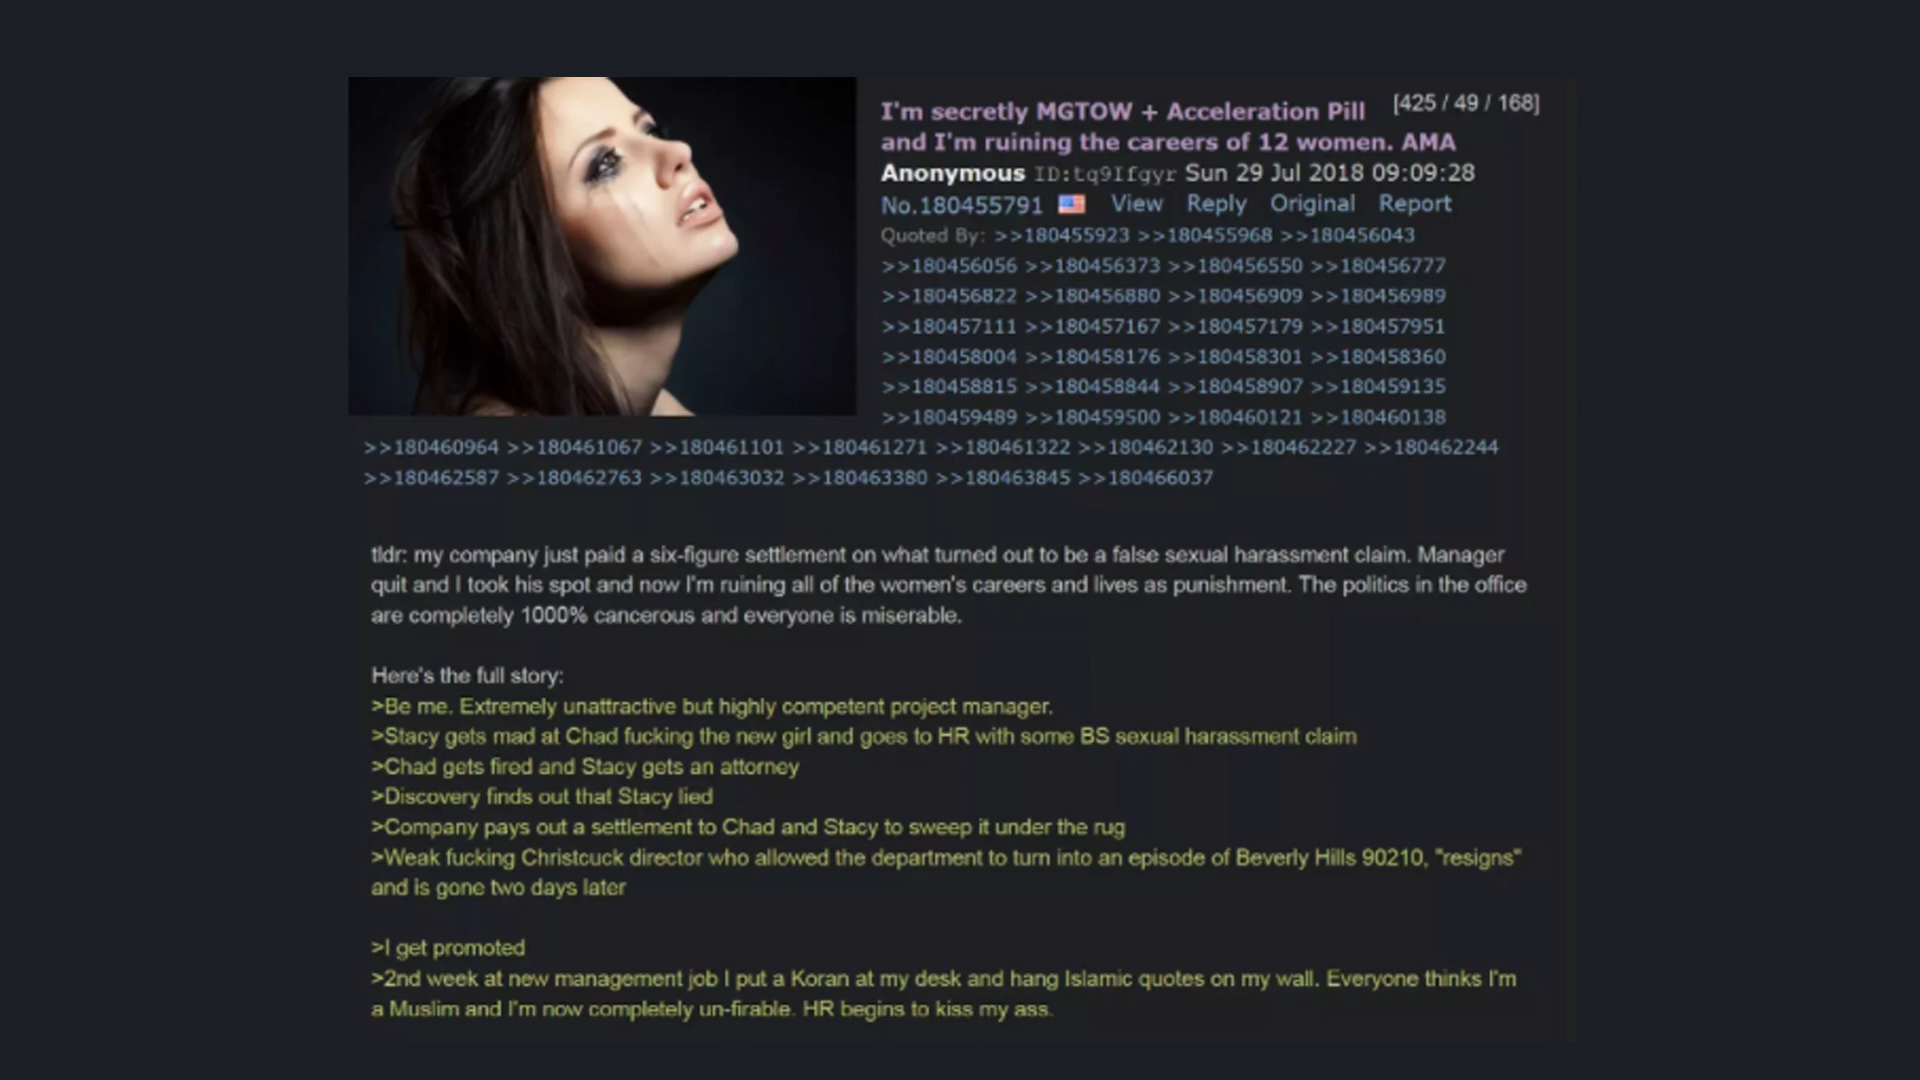 I'm secretly MGTOW + Acceleration Pill [425 / 49 / 168]
and I'm ruining the careers of 12 women. AMA
Anonymous ID:tq9Ifgyr Sun 29 Jul 2018 09:09:28
No.180455791 View Reply Original Report
Quoted By: >>180455923 >>180455968 >>180456043
>>180456056 >>180456373 >>180456550 >>180456777
>>180456822 >>180456880 >>180456909 >>180456989
>>180457111 >>180457167 >>180457179 >>180457951
>>180458004 >>180458176 >>180458301 >>180458360
>>180458815 >>180458844 >>180458907 >>180459135
>>180459489 >>180459500 >>180460121 >>180460138
>>180460964 >>180461067 >>180461101 >>180461271 >>180461322 >>180462130 >>180462227 >>180462244
>>180462587 >>180462763 >>180463032 >>180463380 >>180463845 >>180466037
tldr: my company just paid a six-figure settlement on what turned out to be a false sexual harassment claim. Manager
quit and I took his spot and now I'm ruining all of the women's careers and lives as punishment. The politics in the office
are completely 1000% cancerous and everyone is miserable.
Here's the full story:
>Be me. Extremely unattractive but highly competent project manager.
>Stacy gets mad at Chad fucking the new girl and goes to HR with some BS sexual harassment claim
>Chad gets fired and Stacy gets an attorney
>Discovery finds out that Stacy lied
>Company pays out a settlement to Chad and Stacy to sweep it under the rug
>Weak fucking Christcuck director who allowed the department to turn into an episode of Beverly Hills 90210, "resigns"
and is gone two days later
>I get promoted
>2nd week at new management job I put a Koran at my desk and hang Islamic quotes on my wall. Everyone thinks I'm
a Muslim and I'm now completely un-firable. HR begins to kiss my ass.